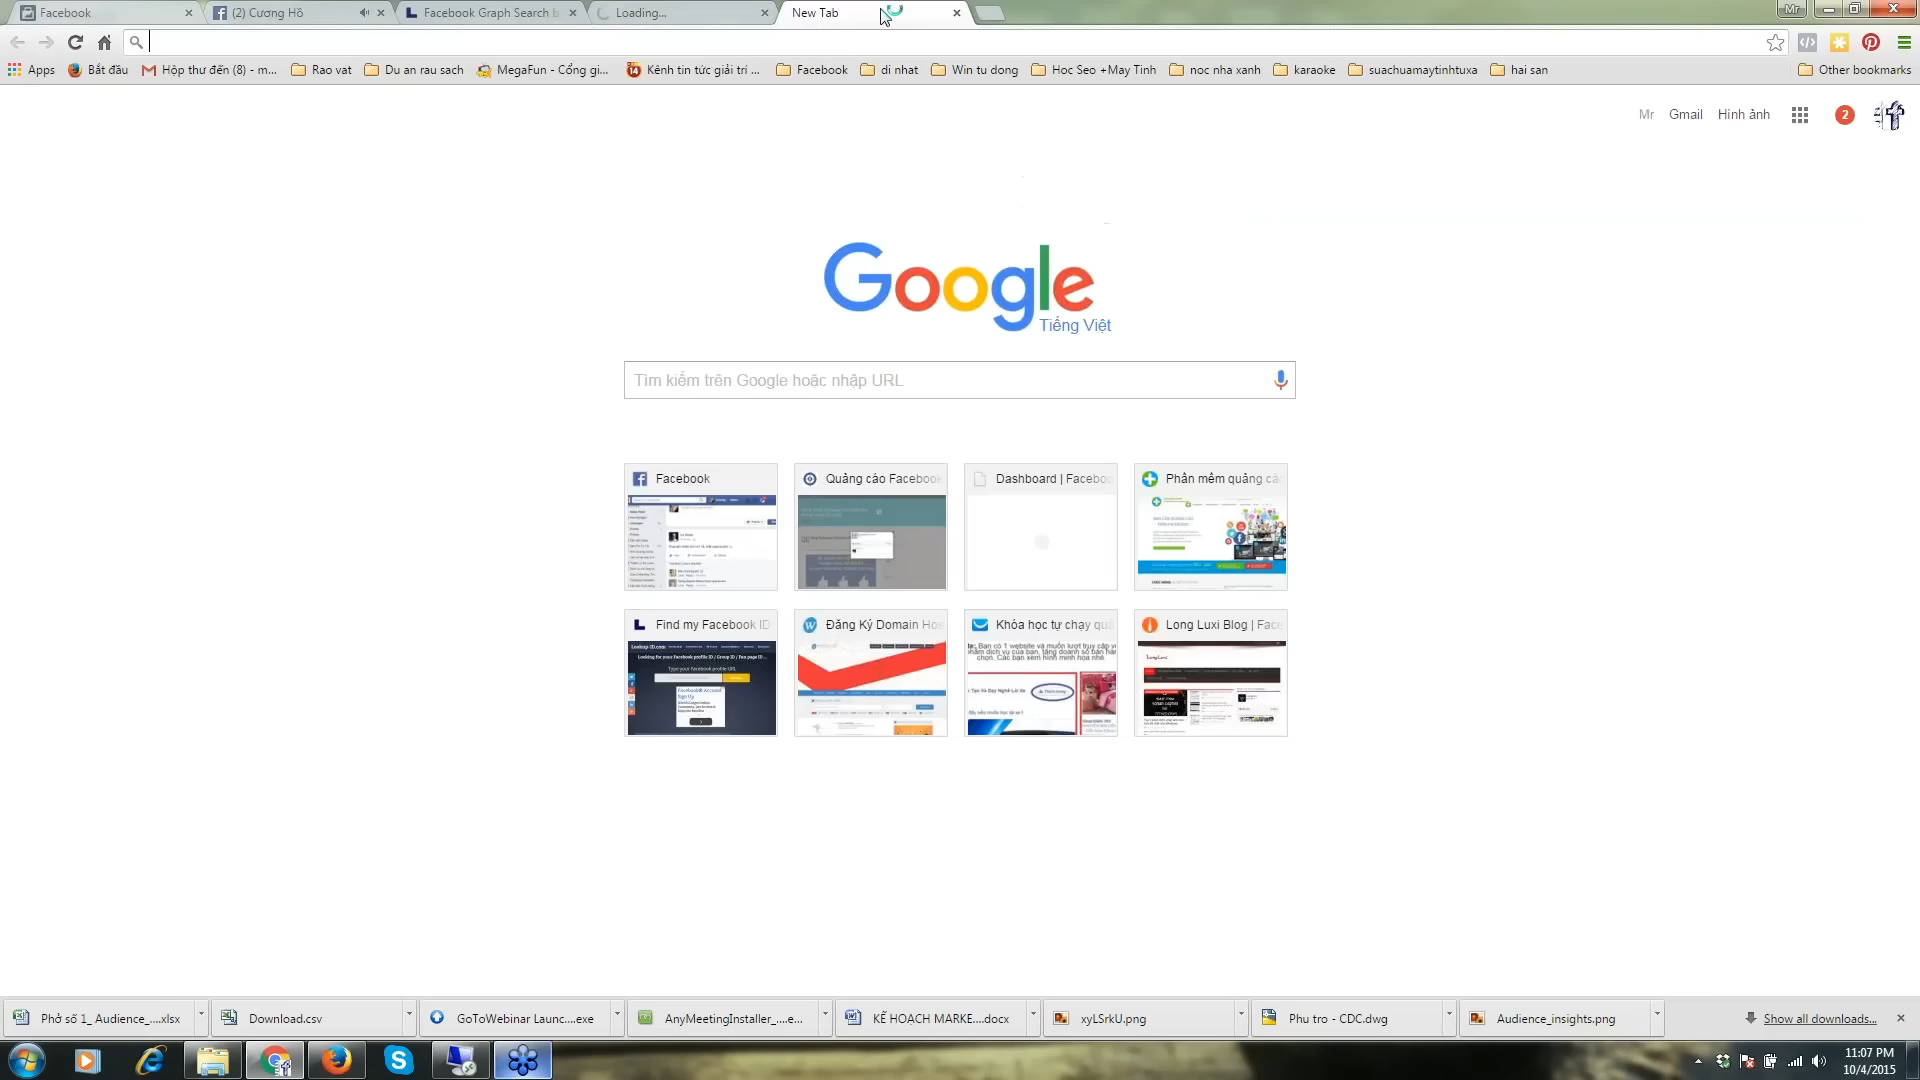 Facebook
(2) Cương Hồ
Facebook Graph Search b
Loading...
New Tab
Mr
Apps
Bắt đầu
Hộp thư đến (8) - m...
Rao vat
Du an rau sach
MegaFun - Cổng gi...
Kênh tin tức giải trí ...
Facebook
di nhat
Win tu dong
Hoc Seo +May Tinh
noc nha xanh
karaoke
suachuamaytinhtuxa
hai san
Other bookmarks
Mr
Gmail
Hình ảnh
2
Google
Tiếng Việt
Tìm kiếm trên Google hoặc nhập URL
Facebook
Quảng cáo Facebook
Dashboard | Faceboo
Phần mềm quảng cá
Find my Facebook ID
Đăng Ký Domain Hos
Khóa học tự chạy quả
Long Luxi Blog | Face
Phở số 1_ Audience_....xlsx
Download.csv
GoToWebinar Launc....exe
AnyMeetingInstaller_....e...
KẾ HOẠCH MARKE....docx
xyLSrkU.png
Phu tro - CDC.dwg
Audience_insights.png
Show all downloads...
11:07 PM
10/4/2015